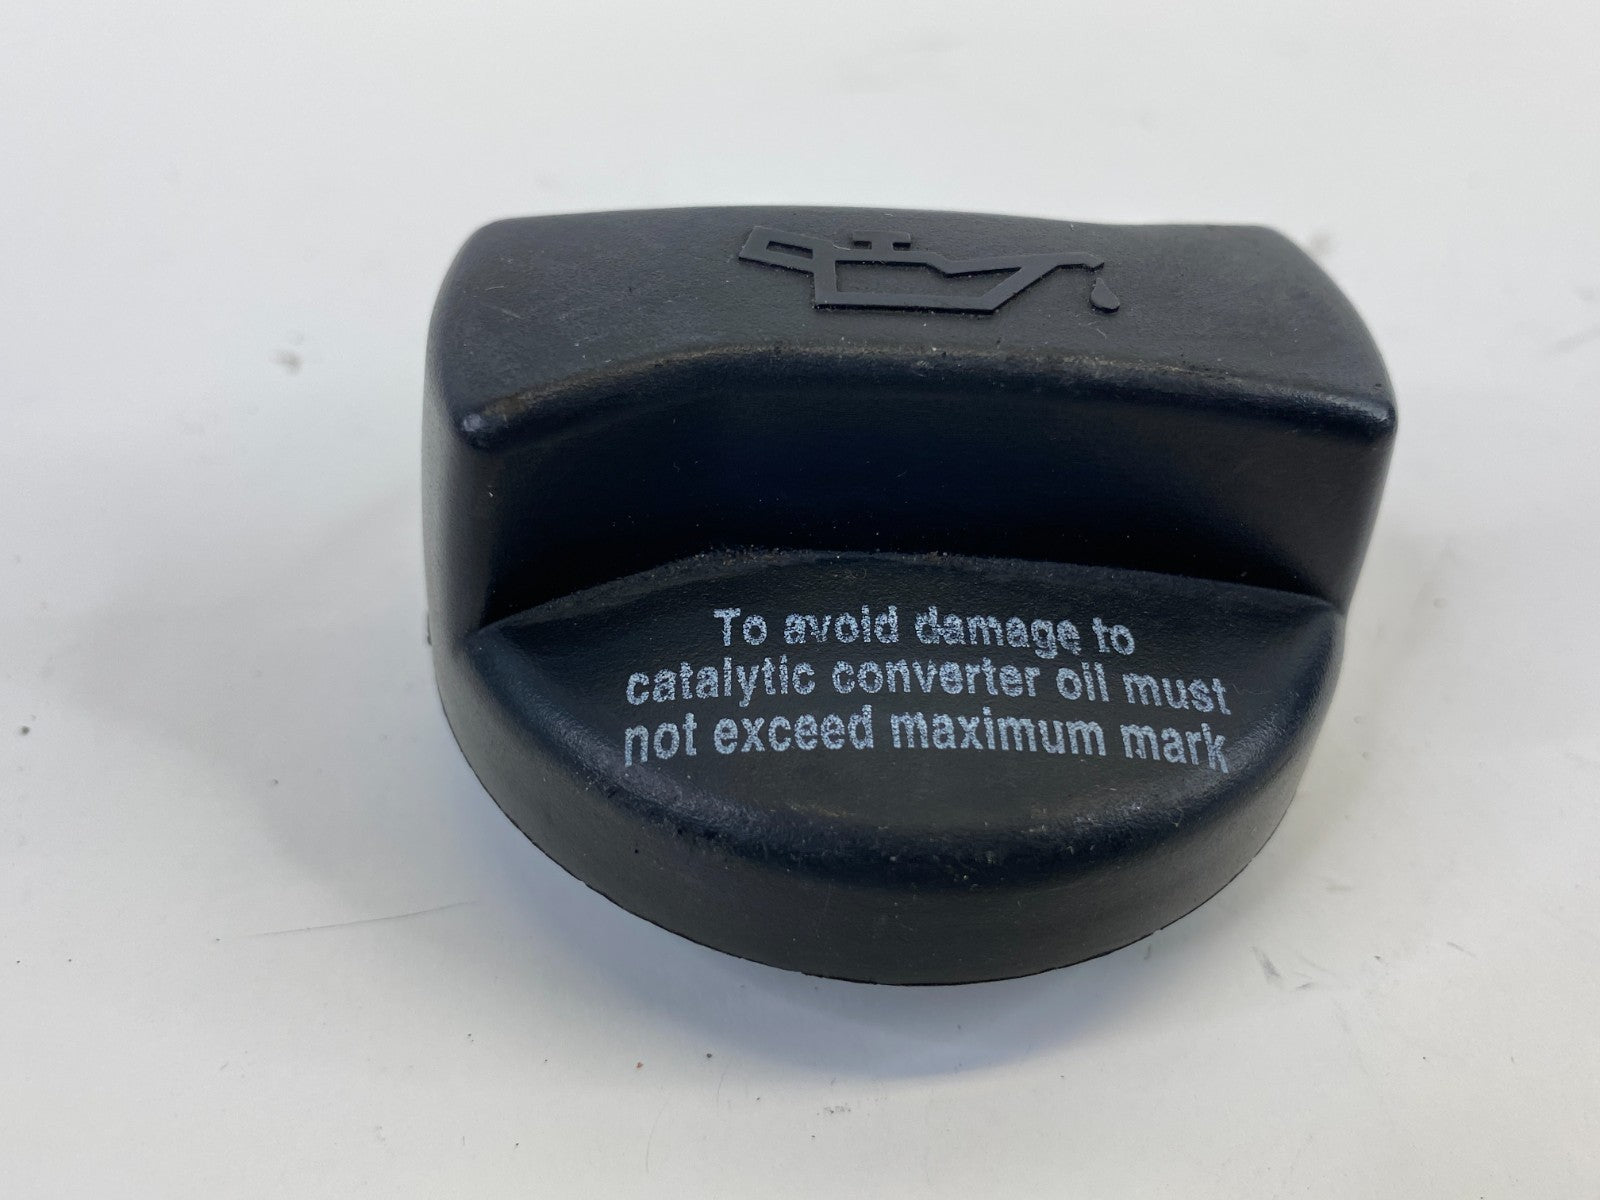 To avoid damage to
catalytic converter oil must
not exceed maximum mark